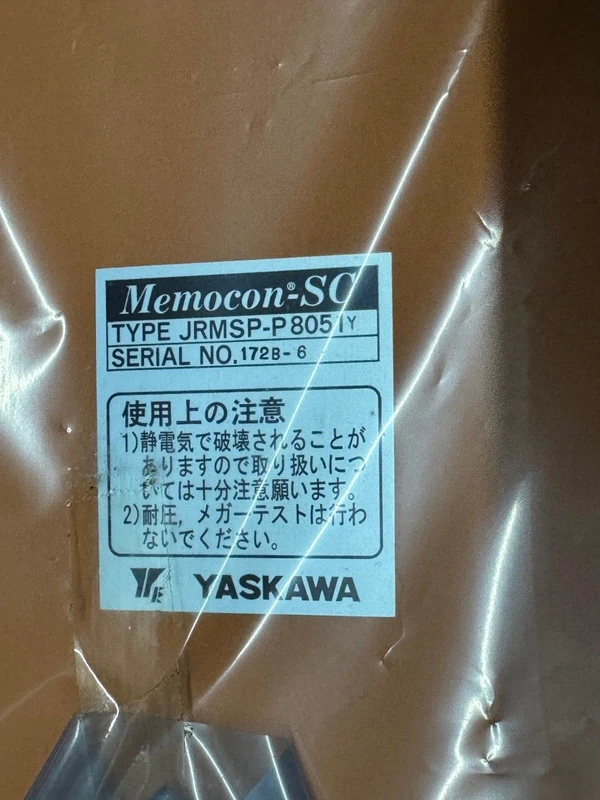 Memocon®-SC
TYPE JRMSP-P8051Y
SERIAL NO.172B-6
使用上の注意
1)静電気で破壊されることが
ありますので取り扱いにつ
いては十分注意願います。
2)耐圧,メガーテストは行わ
ないでください。
YE YASKAWA